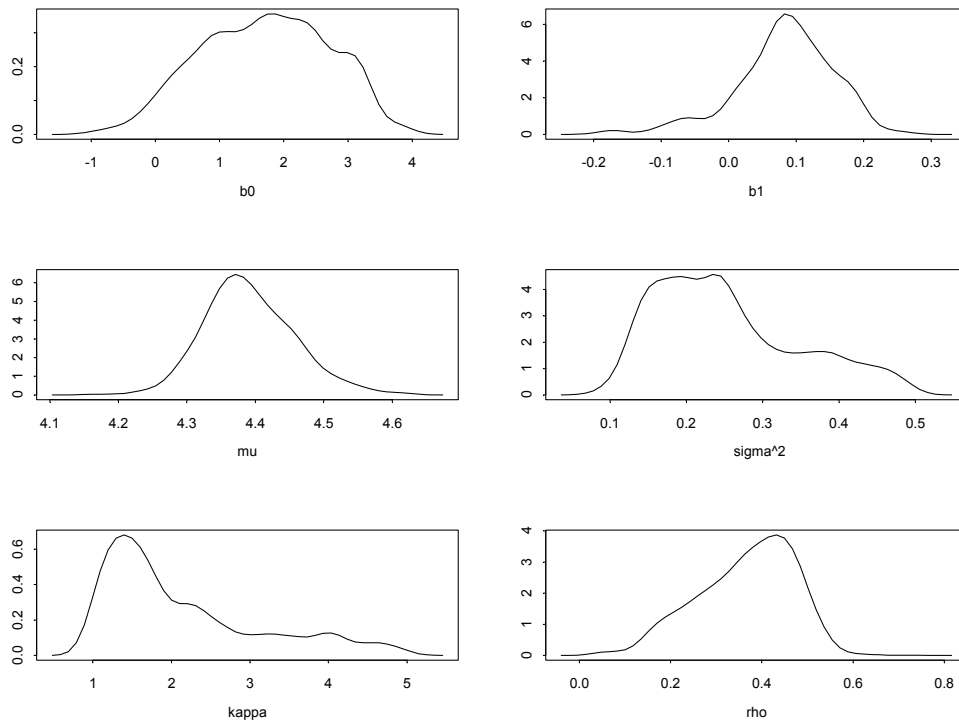 0.0 0.2
-1 0 1 2 3 4
b0
0 2 4 6
-0.2 -0.1 0.0 0.1 0.2 0.3
b1
0 1 2 3 4 5 6
4.1 4.2 4.3 4.4 4.5 4.6
mu
0 1 2 3 4
0.1 0.2 0.3 0.4 0.5
sigma^2
0.0 0.2 0.4 0.6
1 2 3 4 5
kappa
0 1 2 3 4
0.0 0.2 0.4 0.6 0.8
rho